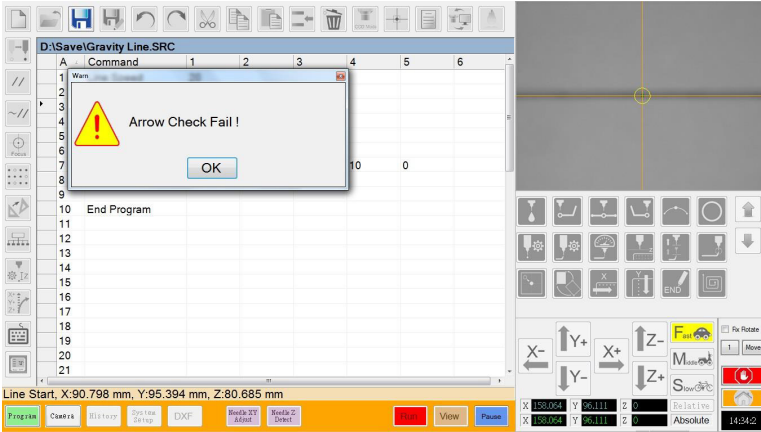 D:\Save\Gravity Line.SRC
A Command 1 2 3 4 5 6
Warn
1
2
3
4
5
6
7 10 0
8
9
10 End Program
11
12
13
14
15
16
17
18
19
20
21
Arrow Check Fail !
OK
Focus
END
X- Y+ X+ Y- Z- Z+
Fast
Middle
Slow
Rx Rotate
1 Move
Line Start, X:90.798 mm, Y:95.394 mm, Z:80.685 mm
X 158.064 Y 96.111 Z 0 Relative
X 158.064 Y 96.111 Z 0 Absolute
Program Camera History System Setup DXF Needle XY Adjust Needle Z Detect Run View Pause
14:34:2